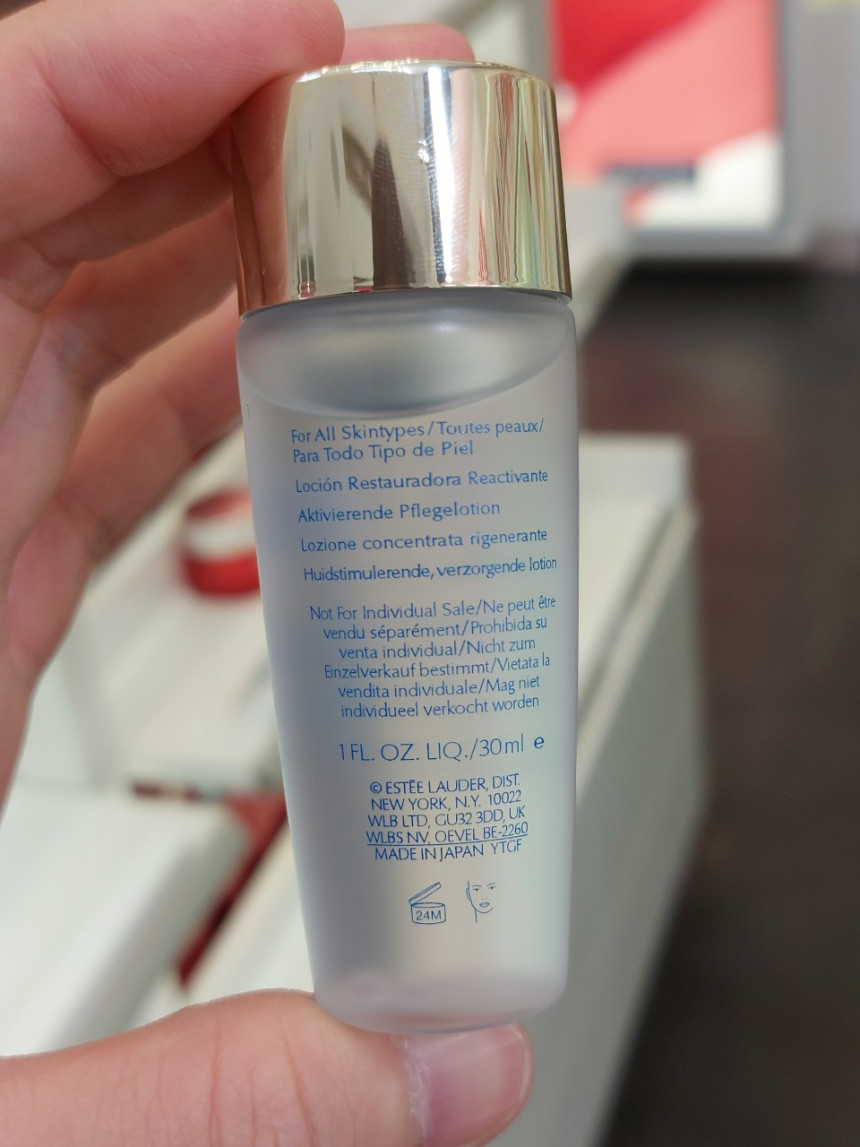 For All Skintypes/Toutes peaux/
Para Todo Tipo de Piel
Loción Restauradora Reactivante
Aktivierende Pflegelotion
Lozione concentrata rigenerante
Huidstimulerende, verzorgende lotion
Not For Individual Sale/Ne peut être
vendu séparément/Prohibida su
venta individual/Nicht zum
Einzelverkauf bestimmt/Vietata la
vendita individuale/Mag niet
individueel verkocht worden
1 FL. OZ. LIQ./30ml e
© ESTĒE LAUDER, DIST.
NEW YORK, N.Y. 10022
WLB LTD, GU32 3DD, UK
WLBS NV, OEVEL BE-2260
MADE IN JAPAN YTGF
24M